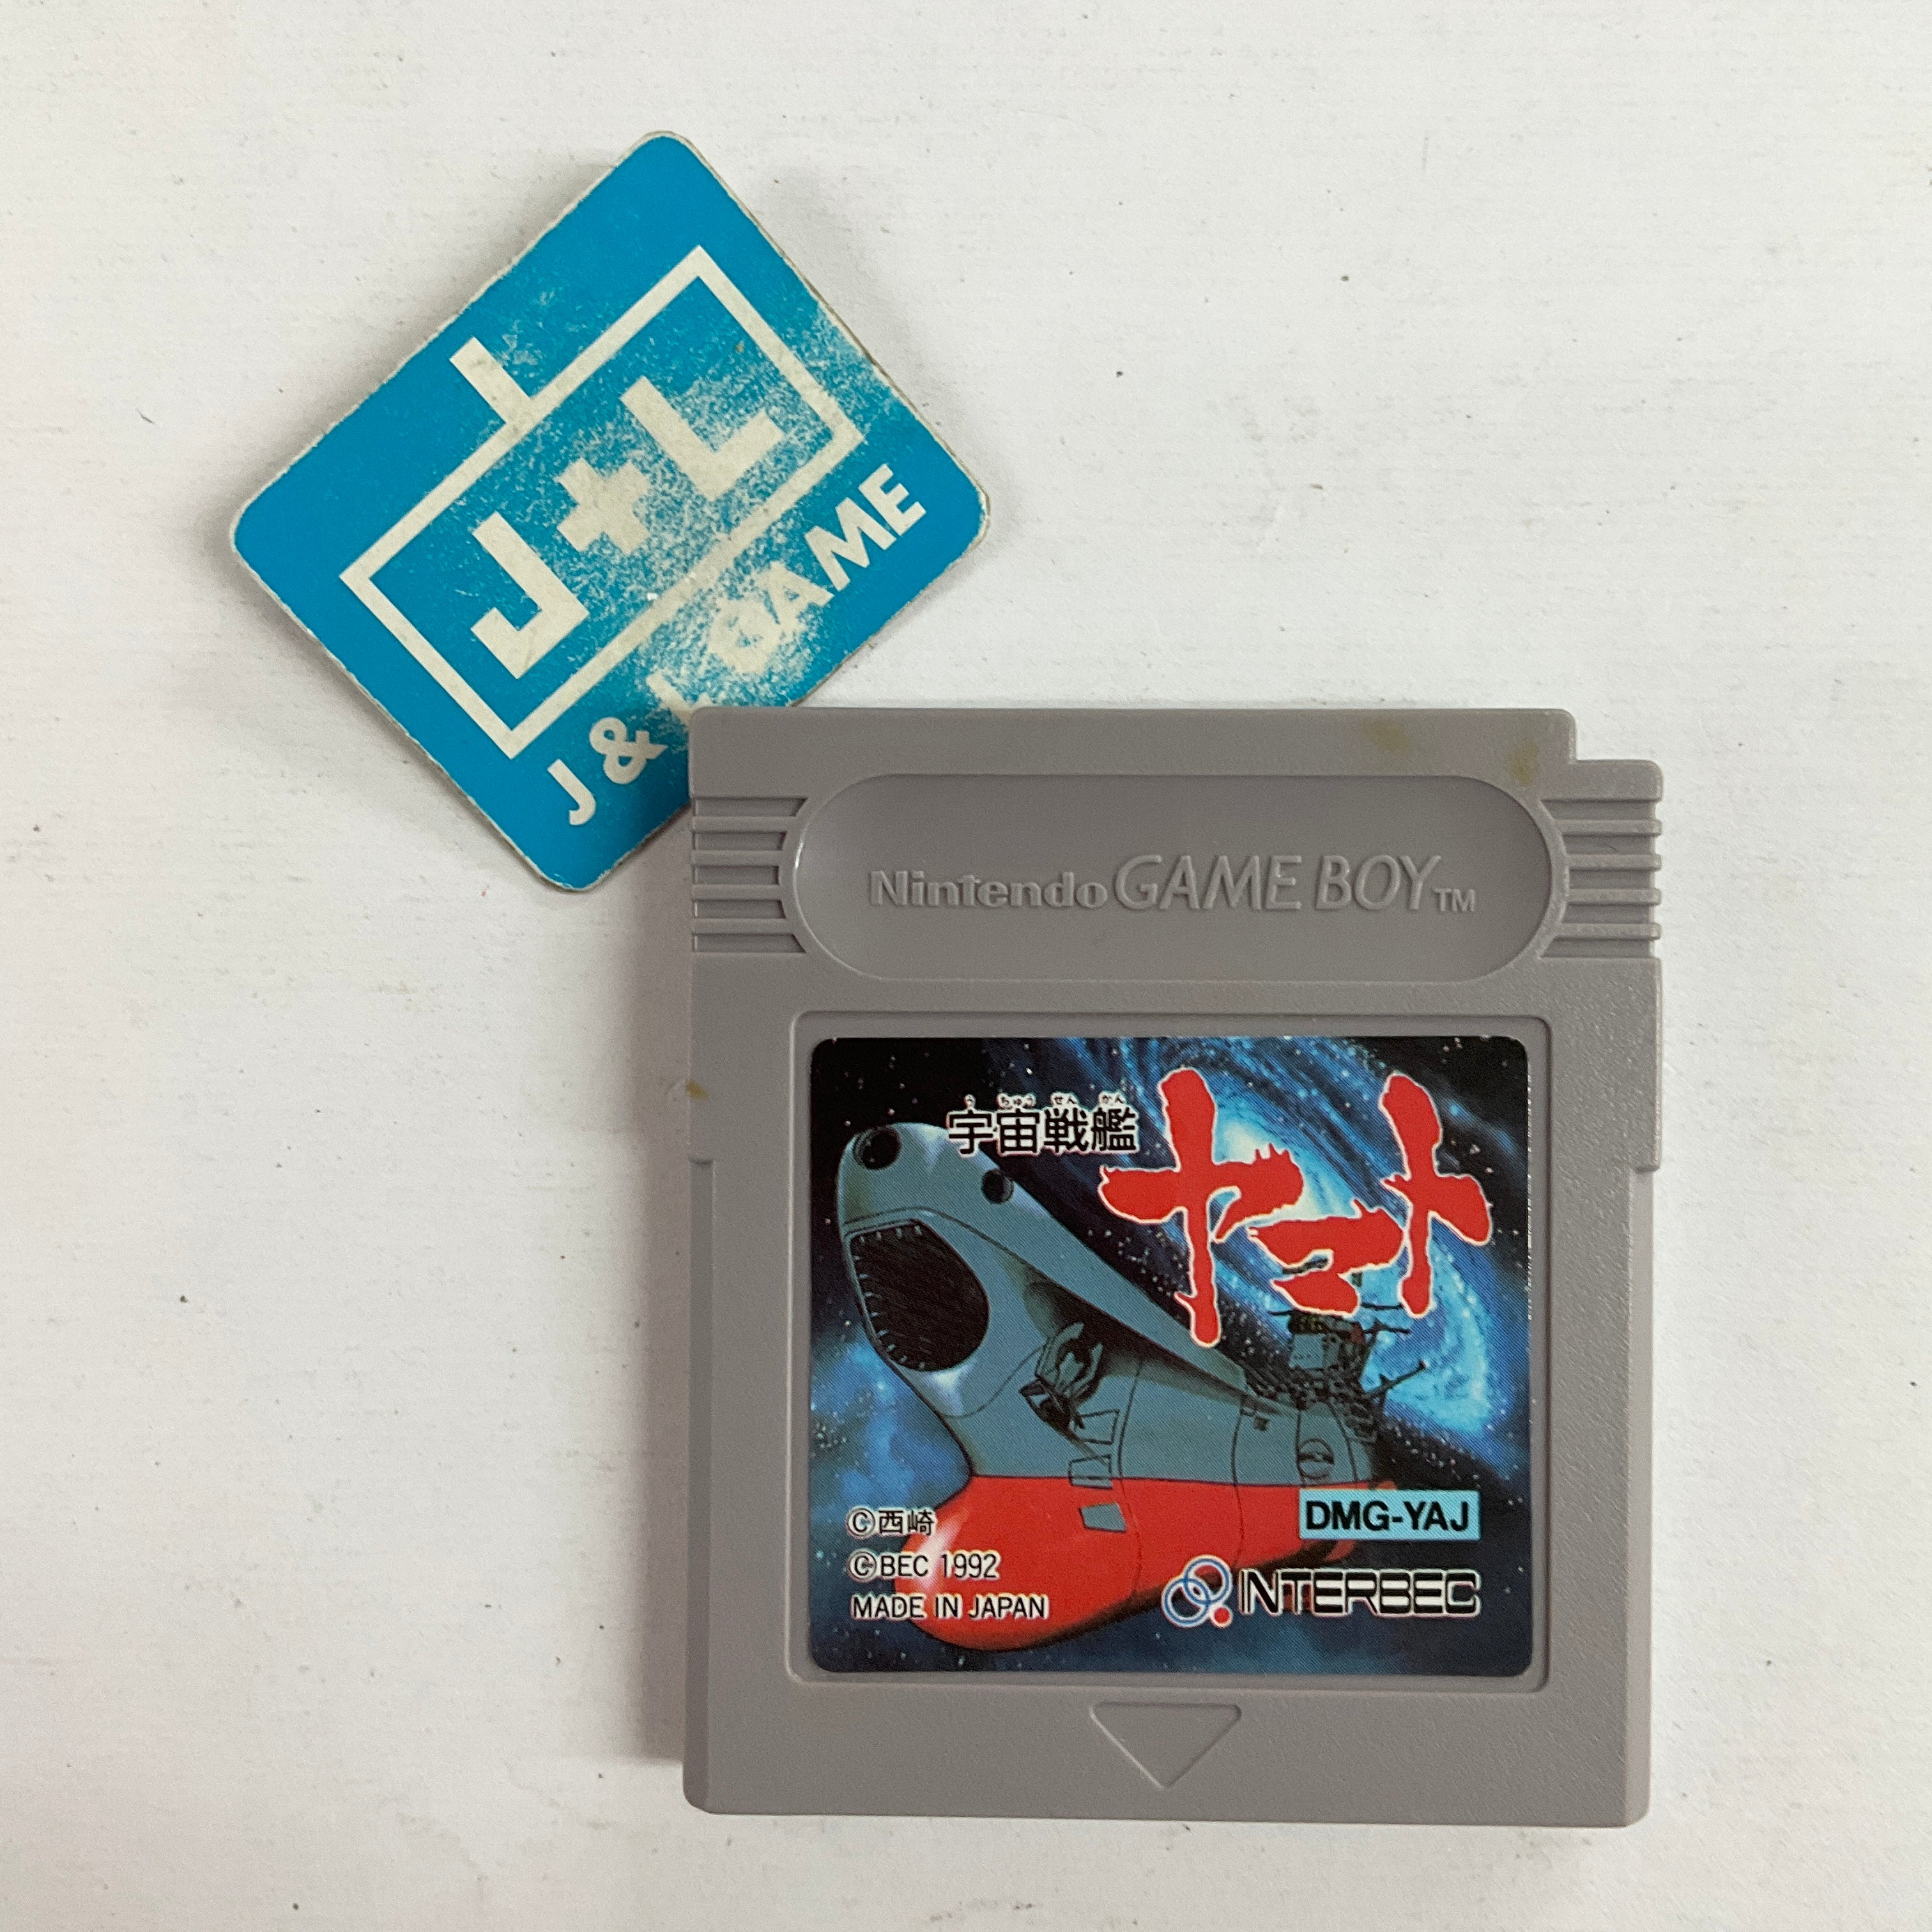 J+L
J & L GAME
Nintendo GAME BOY TM
うちゅうせんかん
宇宙戦艦
ヤマト
©西崎
©BEC 1992
MADE IN JAPAN
DMG-YAJ
INTERBEC